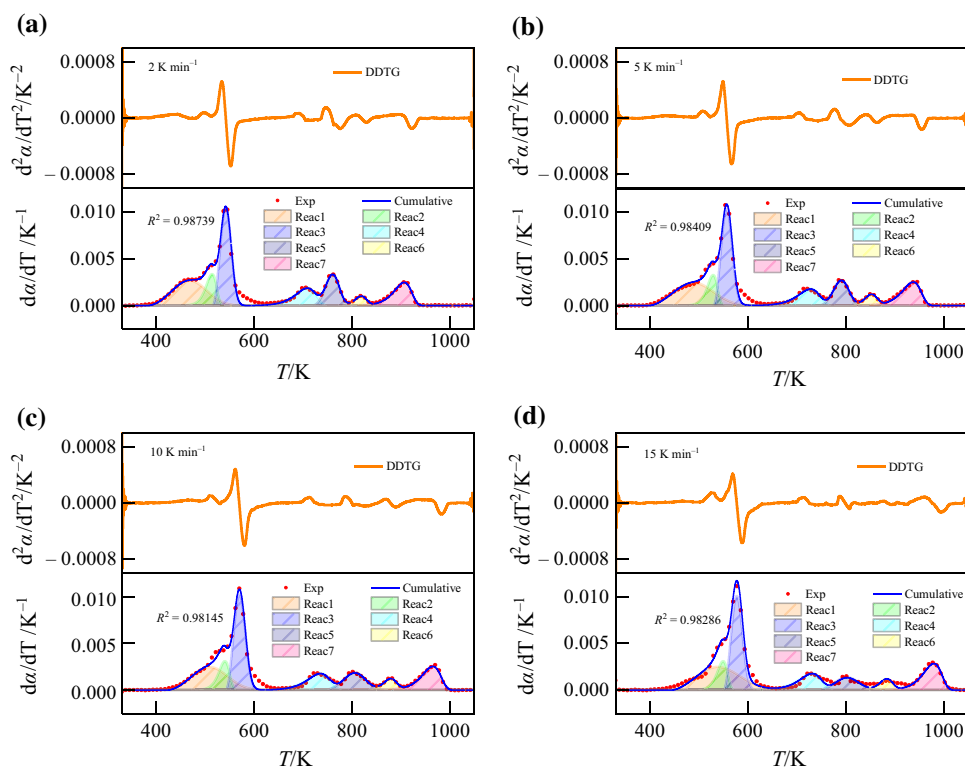 (a)
2 K min⁻¹
DDTG
0.0008
0.0000
−0.0008
d²α/dT²/K⁻²
R² = 0.98739
Exp
Cumulative
Reac1
Reac2
Reac3
Reac4
Reac5
Reac6
Reac7
0.010
0.005
0.000
dα/dT /K⁻¹
400 600 800 1000
T/K
(b)
5 K min⁻¹
DDTG
0.0008
0.0000
−0.0008
d²α/dT²/K⁻²
R² = 0.98409
Exp
Cumulative
Reac1
Reac2
Reac3
Reac4
Reac5
Reac6
Reac7
0.010
0.005
0.000
dα/dT /K⁻¹
400 600 800 1000
T/K
(c)
10 K min⁻¹
DDTG
0.0008
0.0000
−0.0008
d²α/dT²/K⁻²
R² = 0.98145
Exp
Cumulative
Reac1
Reac2
Reac3
Reac4
Reac5
Reac6
Reac7
0.010
0.005
0.000
dα/dT /K⁻¹
400 600 800 1000
T/K
(d)
15 K min⁻¹
DDTG
0.0008
0.0000
−0.0008
d²α/dT²/K⁻²
R² = 0.98286
Exp
Cumulative
Reac1
Reac2
Reac3
Reac4
Reac5
Reac6
Reac7
0.010
0.005
0.000
dα/dT /K⁻¹
400 600 800 1000
T/K